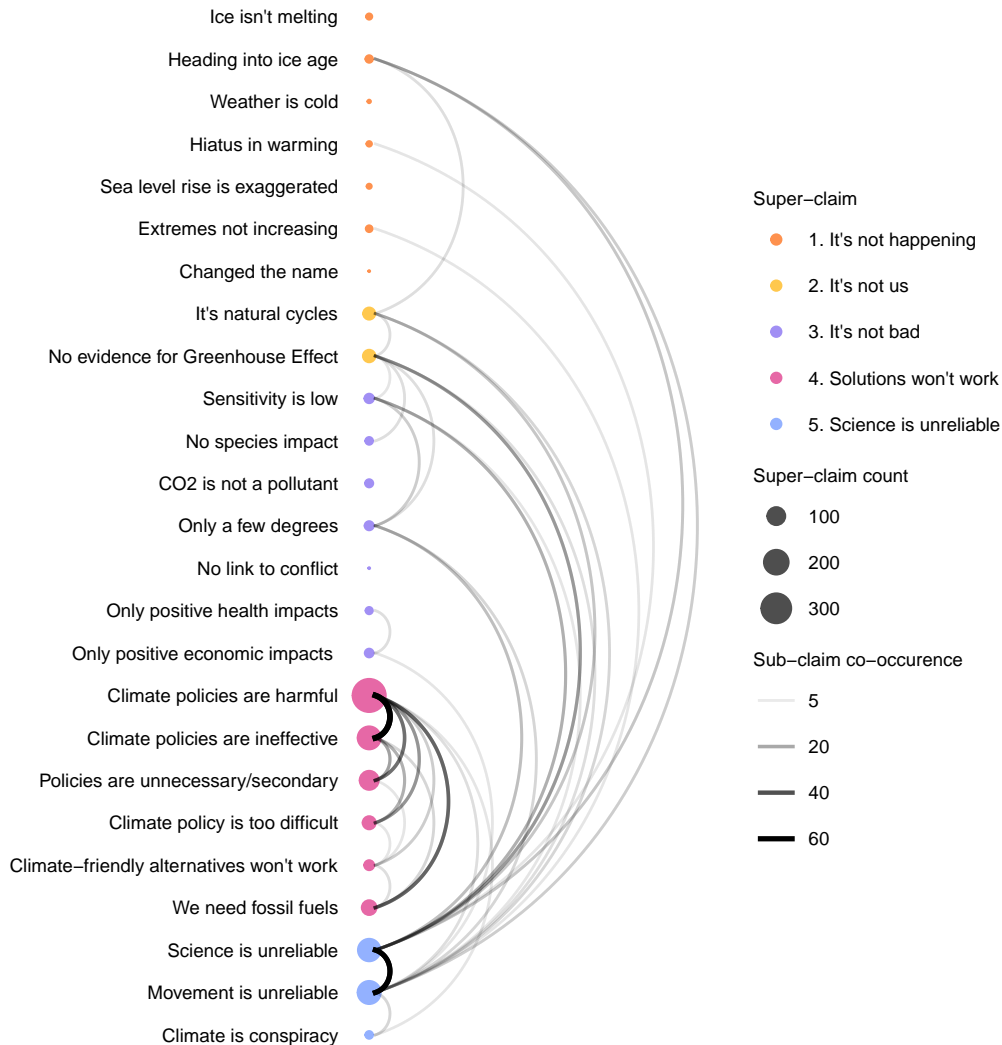 Ice isn't melting
Heading into ice age
Weather is cold
Hiatus in warming
Sea level rise is exaggerated
Extremes not increasing
Changed the name
It's natural cycles
No evidence for Greenhouse Effect
Sensitivity is low
No species impact
CO2 is not a pollutant
Only a few degrees
No link to conflict
Only positive health impacts
Only positive economic impacts
Climate policies are harmful
Climate policies are ineffective
Policies are unnecessary/secondary
Climate policy is too difficult
Climate−friendly alternatives won't work
We need fossil fuels
Science is unreliable
Movement is unreliable
Climate is conspiracy
Super−claim
1. It's not happening
2. It's not us
3. It's not bad
4. Solutions won't work
5. Science is unreliable
Super−claim count
100
200
300
Sub−claim co−occurence
5
20
40
60